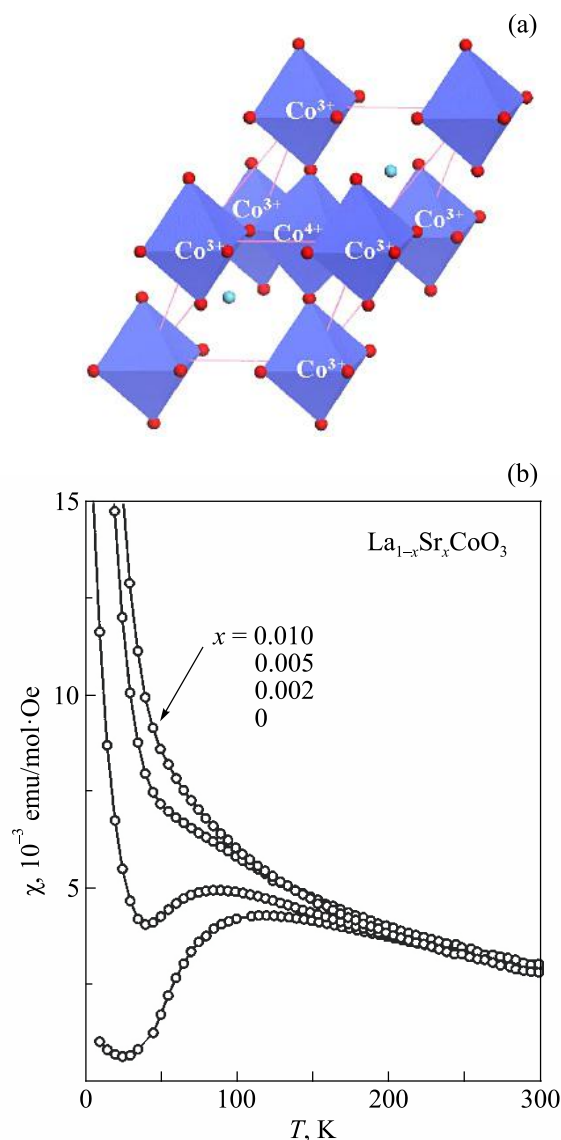 (a)
Co³⁺
Co³⁺
Co³⁺
Co⁴⁺
Co³⁺
Co³⁺
Co³⁺
(b)
15
La₁₋ₓSrₓCoO₃
x = 0.010
0.005
0.002
0
10
χ, 10⁻³ emu/mol·Oe
5
0
100
200
300
T, K